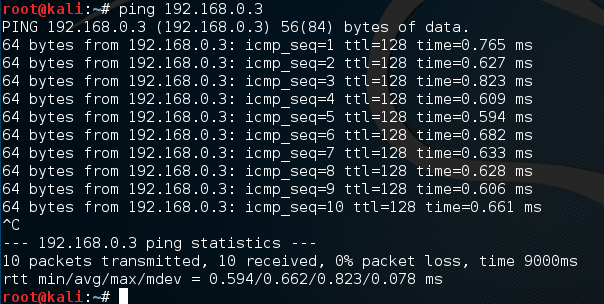 root@kali:~# ping 192.168.0.3
PING 192.168.0.3 (192.168.0.3) 56(84) bytes of data.
64 bytes from 192.168.0.3: icmp_seq=1 ttl=128 time=0.765 ms
64 bytes from 192.168.0.3: icmp_seq=2 ttl=128 time=0.627 ms
64 bytes from 192.168.0.3: icmp_seq=3 ttl=128 time=0.823 ms
64 bytes from 192.168.0.3: icmp_seq=4 ttl=128 time=0.609 ms
64 bytes from 192.168.0.3: icmp_seq=5 ttl=128 time=0.594 ms
64 bytes from 192.168.0.3: icmp_seq=6 ttl=128 time=0.682 ms
64 bytes from 192.168.0.3: icmp_seq=7 ttl=128 time=0.633 ms
64 bytes from 192.168.0.3: icmp_seq=8 ttl=128 time=0.628 ms
64 bytes from 192.168.0.3: icmp_seq=9 ttl=128 time=0.606 ms
64 bytes from 192.168.0.3: icmp_seq=10 ttl=128 time=0.661 ms
^C
--- 192.168.0.3 ping statistics ---
10 packets transmitted, 10 received, 0% packet loss, time 9000ms
rtt min/avg/max/mdev = 0.594/0.662/0.823/0.078 ms
root@kali:~#